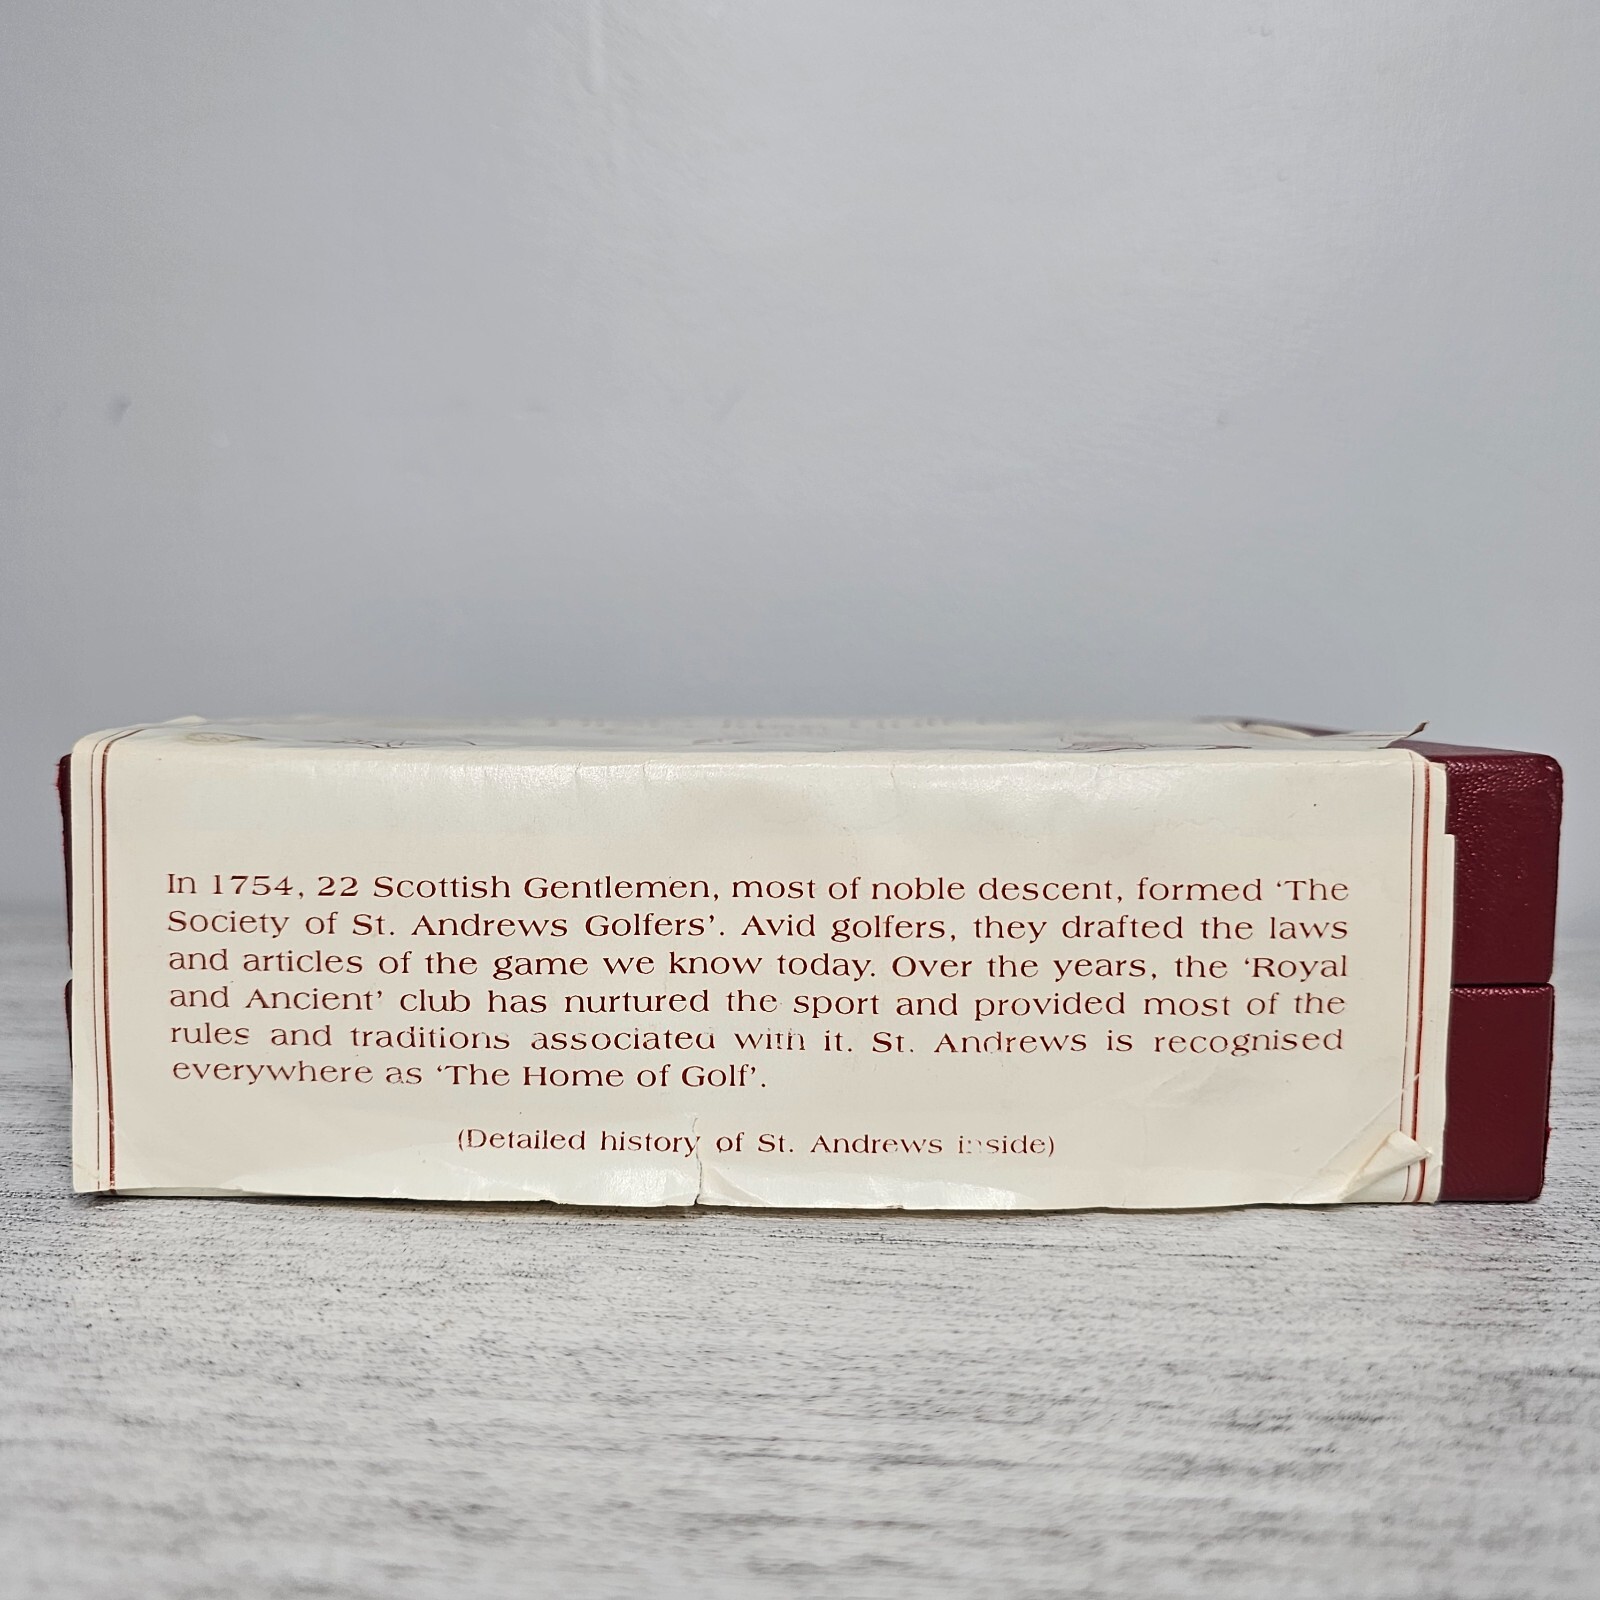 In 1754, 22 Scottish Gentlemen, most of noble descent, formed ‘The
Society of St. Andrews Golfers’. Avid golfers, they drafted the laws
and articles of the game we know today. Over the years, the ‘Royal
and Ancient’ club has nurtured the sport and provided most of the
rules and traditions associated with it. St. Andrews is recognised
everywhere as ‘The Home of Golf’.
(Detailed history of St. Andrews inside)